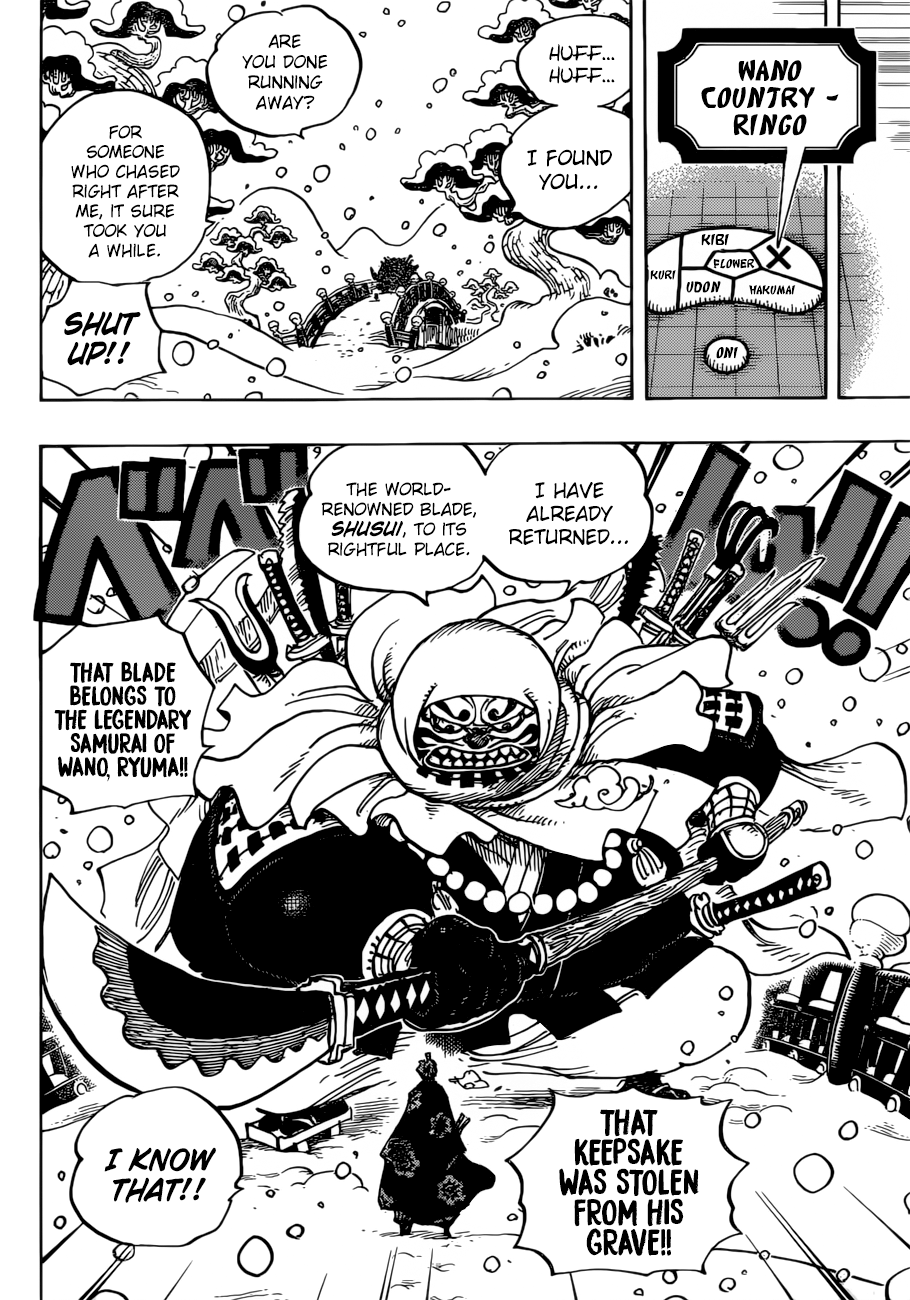 WANO
COUNTRY -
RINGO
KIBI
FLOWER
KURI
UDON
HAKUMAI
ONI
HUFF...
HUFF...
I FOUND
YOU...
ARE
YOU DONE
RUNNING
AWAY?
FOR
SOMEONE
WHO CHASED
RIGHT AFTER
ME, IT SURE
TOOK YOU
A WHILE.
SHUT
UP!!
I HAVE
ALREADY
RETURNED...
THE WORLD-
RENOWNED BLADE,
SHUSUI, TO ITS
RIGHTFUL PLACE.
ベベ
ん!!
THAT BLADE
BELONGS TO
THE LEGENDARY
SAMURAI OF
WANO, RYUMA!!
THAT
KEEPSAKE
WAS STOLEN
FROM HIS
GRAVE!!
I KNOW
THAT!!